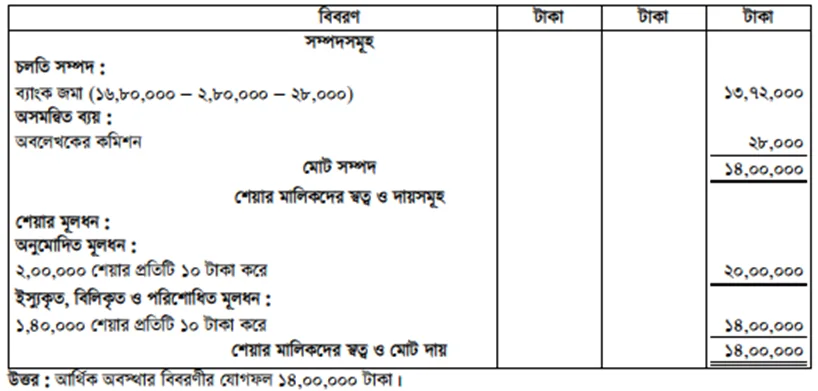 বিবরণ টাকা টাকা টাকা
সম্পদসমূহ
চলতি সম্পদ :
ব্যাংক জমা (১৬,৮০,০০০ – ২,৮০,০০০ – ২৮,০০০) ১৩,৭২,০০০
অসমন্বিত ব্যয় :
অবলেখকের কমিশন ২৮,০০০
মোট সম্পদ ১৪,০০,০০০
শেয়ার মালিকদের স্বত্ব ও দায়সমূহ
শেয়ার মূলধন :
অনুমোদিত মূলধন :
২,০০,০০০ শেয়ার প্রতিটি ১০ টাকা করে ২০,০০,০০০
ইস্যুকৃত, বিলিকৃত ও পরিশোধিত মূলধন :
১,৪০,০০০ শেয়ার প্রতিটি ১০ টাকা করে ১৪,০০,০০০
শেয়ার মালিকদের স্বত্ব ও মোট দায় ১৪,০০,০০০
উত্তর : আর্থিক অবস্থার বিবরণীর যোগফল ১৪,০০,০০০ টাকা।